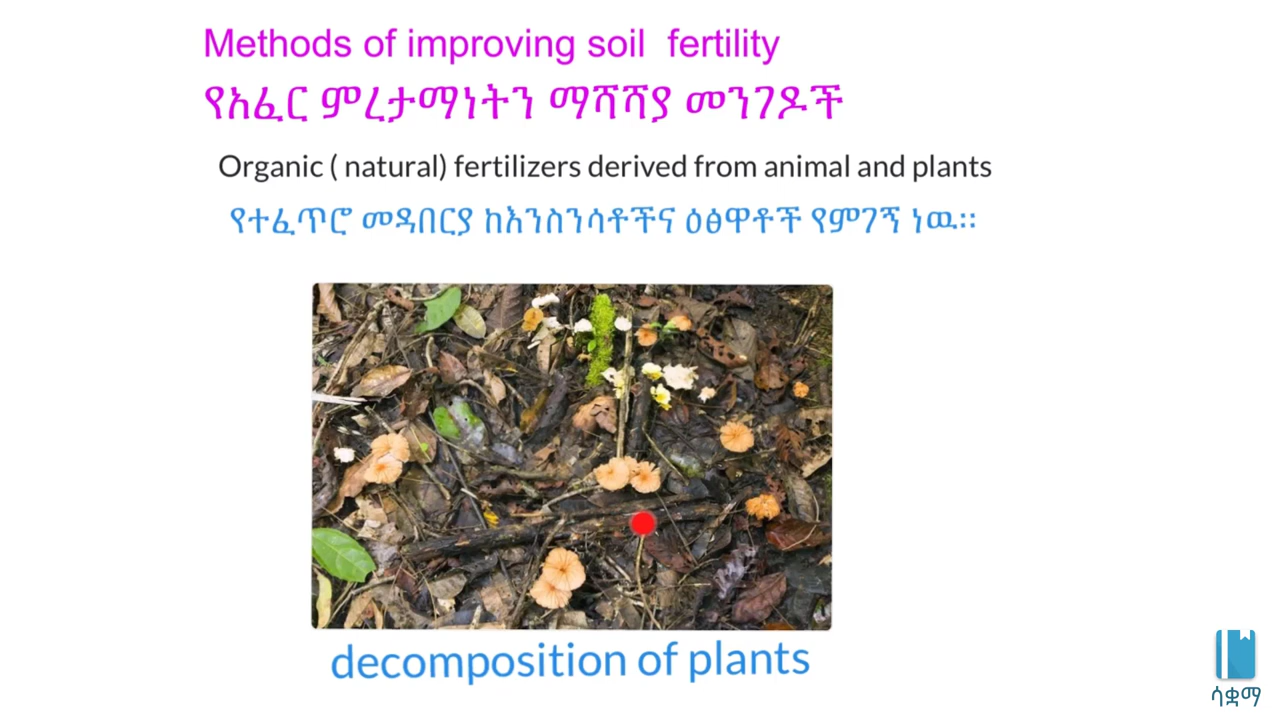 Methods of improving soil  fertility
የአፈር ምረታማነትን ማሻሻያ መንገዶች
Organic ( natural) fertilizers derived from animal and plants
የተፈጥሮ መዳበርያ ከእንስንሳቶችና ዕፅዋቶች የምገኝ ነዉ፡፡
decomposition of plants
ሳቋማ